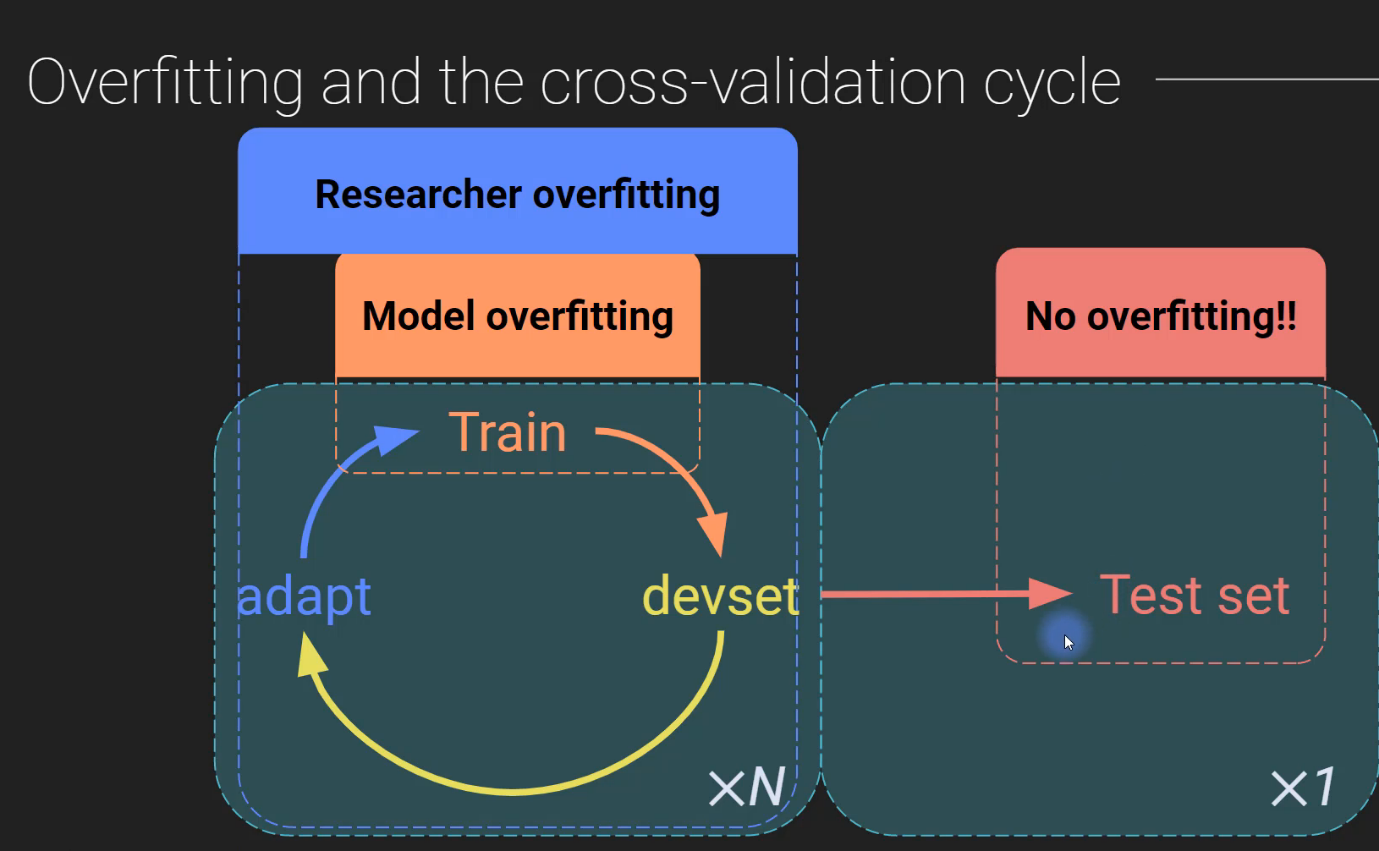 Overfitting and the cross-validation cycle
Researcher overfitting
Model overfitting
No overfitting!!
Train
adapt
devset
Test set
×N
×1